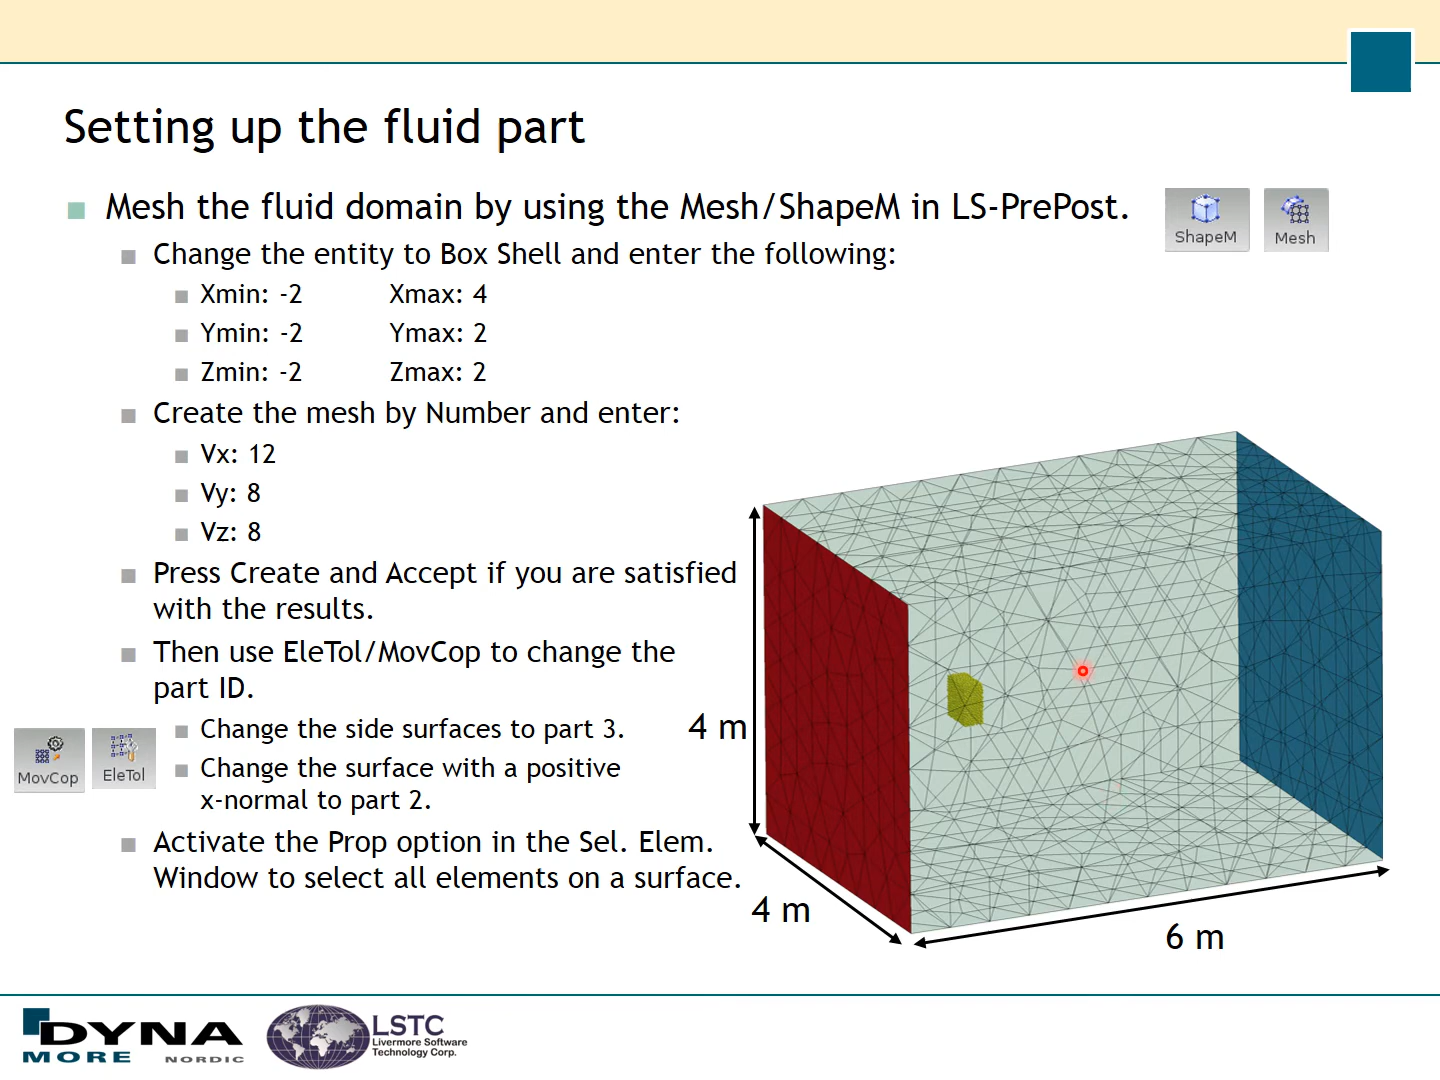 Setting up the fluid part
Mesh the fluid domain by using the Mesh/ShapeM in LS-PrePost.
ShapeM
Mesh
Change the entity to Box Shell and enter the following:
Xmin: -2 Xmax: 4
Ymin: -2 Ymax: 2
Zmin: -2 Zmax: 2
Create the mesh by Number and enter:
Vx: 12
Vy: 8
Vz: 8
Press Create and Accept if you are satisfied
with the results.
Then use EleTol/MovCop to change the
part ID.
MovCop
EleTol
Change the side surfaces to part 3.
Change the surface with a positive
x-normal to part 2.
Activate the Prop option in the Sel. Elem.
Window to select all elements on a surface.
4 m
4 m
6 m
DYNA
MORE NORDIC
LSTC
Livermore Software
Technology Corp.